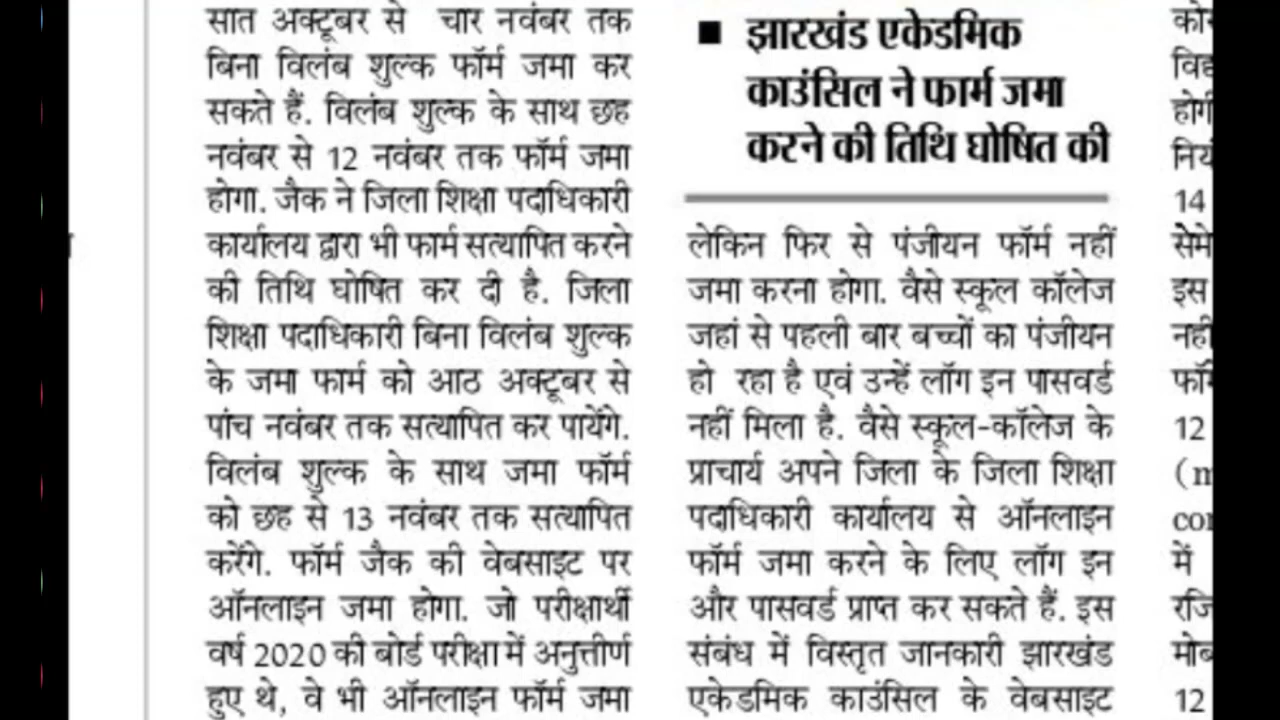 सात अक्टूबर से चार नवंबर तक
बिना विलंब शुल्क फॉर्म जमा कर
सकते हैं. विलंब शुल्क के साथ छह
नवंबर से 12 नवंबर तक फॉर्म जमा
होगा. जैक ने जिला शिक्षा पदाधिकारी
कार्यालय द्वारा भी फार्म सत्यापित करने
की तिथि घोषित कर दी है. जिला
शिक्षा पदाधिकारी बिना विलंब शुल्क
के जमा फार्म को आठ अक्टूबर से
पांच नवंबर तक सत्यापित कर पायेंगे.
विलंब शुल्क के साथ जमा फॉर्म
को छह से 13 नवंबर तक सत्यापित
करेंगे. फॉर्म जैक की वेबसाइट पर
ऑनलाइन जमा होगा. जो परीक्षार्थी
वर्ष 2020 की बोर्ड परीक्षा में अनुत्तीर्ण
हुए थे, वे भी ऑनलाइन फॉर्म जमा
■ झारखंड एकेडमिक
काउंसिल ने फार्म जमा
करने की तिथि घोषित की
लेकिन फिर से पंजीयन फॉर्म नहीं
जमा करना होगा. वैसे स्कूल कॉलेज
जहां से पहली बार बच्चों का पंजीयन
हो रहा है एवं उन्हें लॉग इन पासवर्ड
नहीं मिला है. वैसे स्कूल-कॉलेज के
प्राचार्य अपने जिला के जिला शिक्षा
पदाधिकारी कार्यालय से ऑनलाइन
फॉर्म जमा करने के लिए लॉग इन
और पासवर्ड प्राप्त कर सकते हैं. इस
संबंध में विस्तृत जानकारी झारखंड
एकेडमिक काउंसिल के वेबसाइट
14
इस
12
में
12